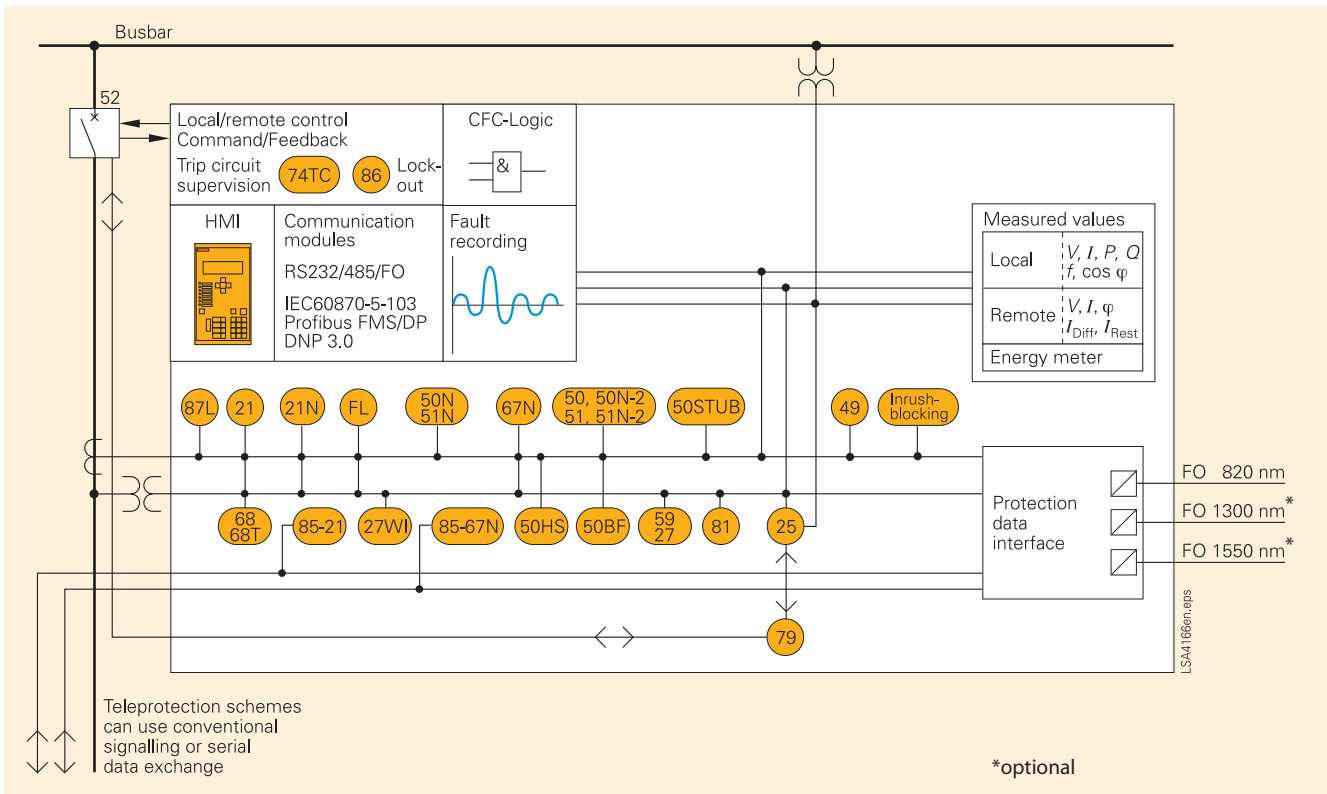 Busbar
52
Local/remote control
Command/Feedback
Trip circuit
supervision
74TC
86
Lock-
out
CFC-Logic
&
HMI
Communication
modules
RS232/485/FO
IEC60870-5-103
Profibus FMS/DP
DNP 3.0
Fault
recording
Measured values
Local
V, I, P, Q
f, cos φ
Remote
V, I, φ
IDiff, IRest
Energy meter
87L
21
21N
FL
50N
51N
67N
50, 50N-2
51, 51N-2
50STUB
49
Inrush-
blocking
68
68T
85-21
27WI
85-67N
50HS
50BF
59
27
81
25
79
Protection
data
interface
FO 820 nm
FO 1300 nm*
FO 1550 nm*
LSA4166en.eps
Teleprotection schemes
can use conventional
signalling or serial
data exchange
*optional